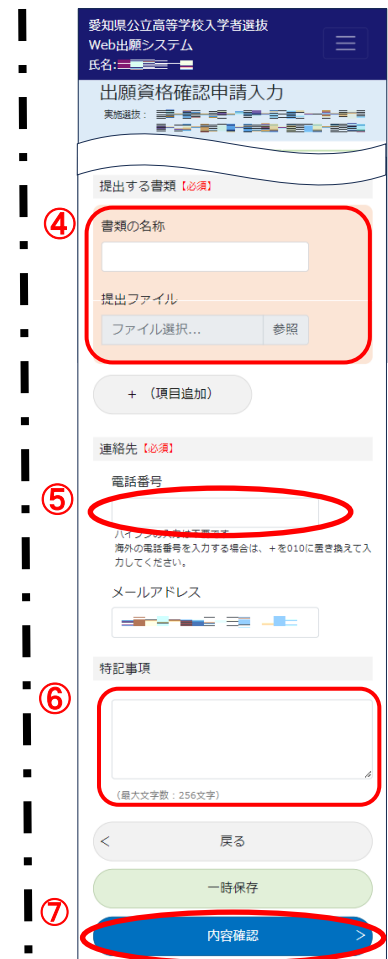 愛知県公立高等学校入学者選抜
Web出願システム
氏名:
出願資格確認申請入力
実施選抜:
提出する書類【必須】
④
書類の名称
提出ファイル
ファイル選択... 参照
+ (項目追加)
連絡先【必須】
⑤
電話番号
ハイフンの入力は不要です。
海外の電話番号を入力する場合は、+を010に置き換えて入
力してください。
メールアドレス
特記事項
⑥
(最大文字数:256文字)
< 戻る
一時保存
⑦
内容確認 >